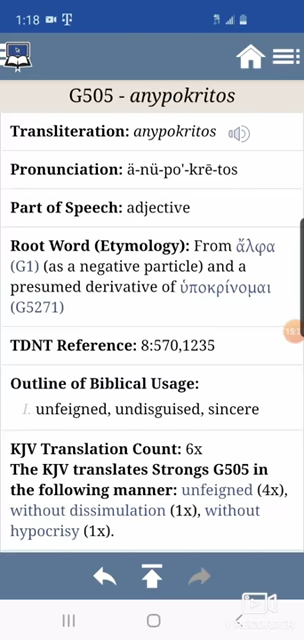 1:18
G505 - anypokritos
Transliteration: anypokritos
Pronunciation: ä-nü-po'-krē-tos
Part of Speech: adjective
Root Word (Etymology): From ἄλφα
(G1) (as a negative particle) and a
presumed derivative of ὑποκρίνομαι
(G5271)
TDNT Reference: 8:570,1235
Outline of Biblical Usage:
I. unfeigned, undisguised, sincere
KJV Translation Count: 6x
The KJV translates Strongs G505 in
the following manner: unfeigned (4x),
without dissimulation (1x), without
hypocrisy (1x).